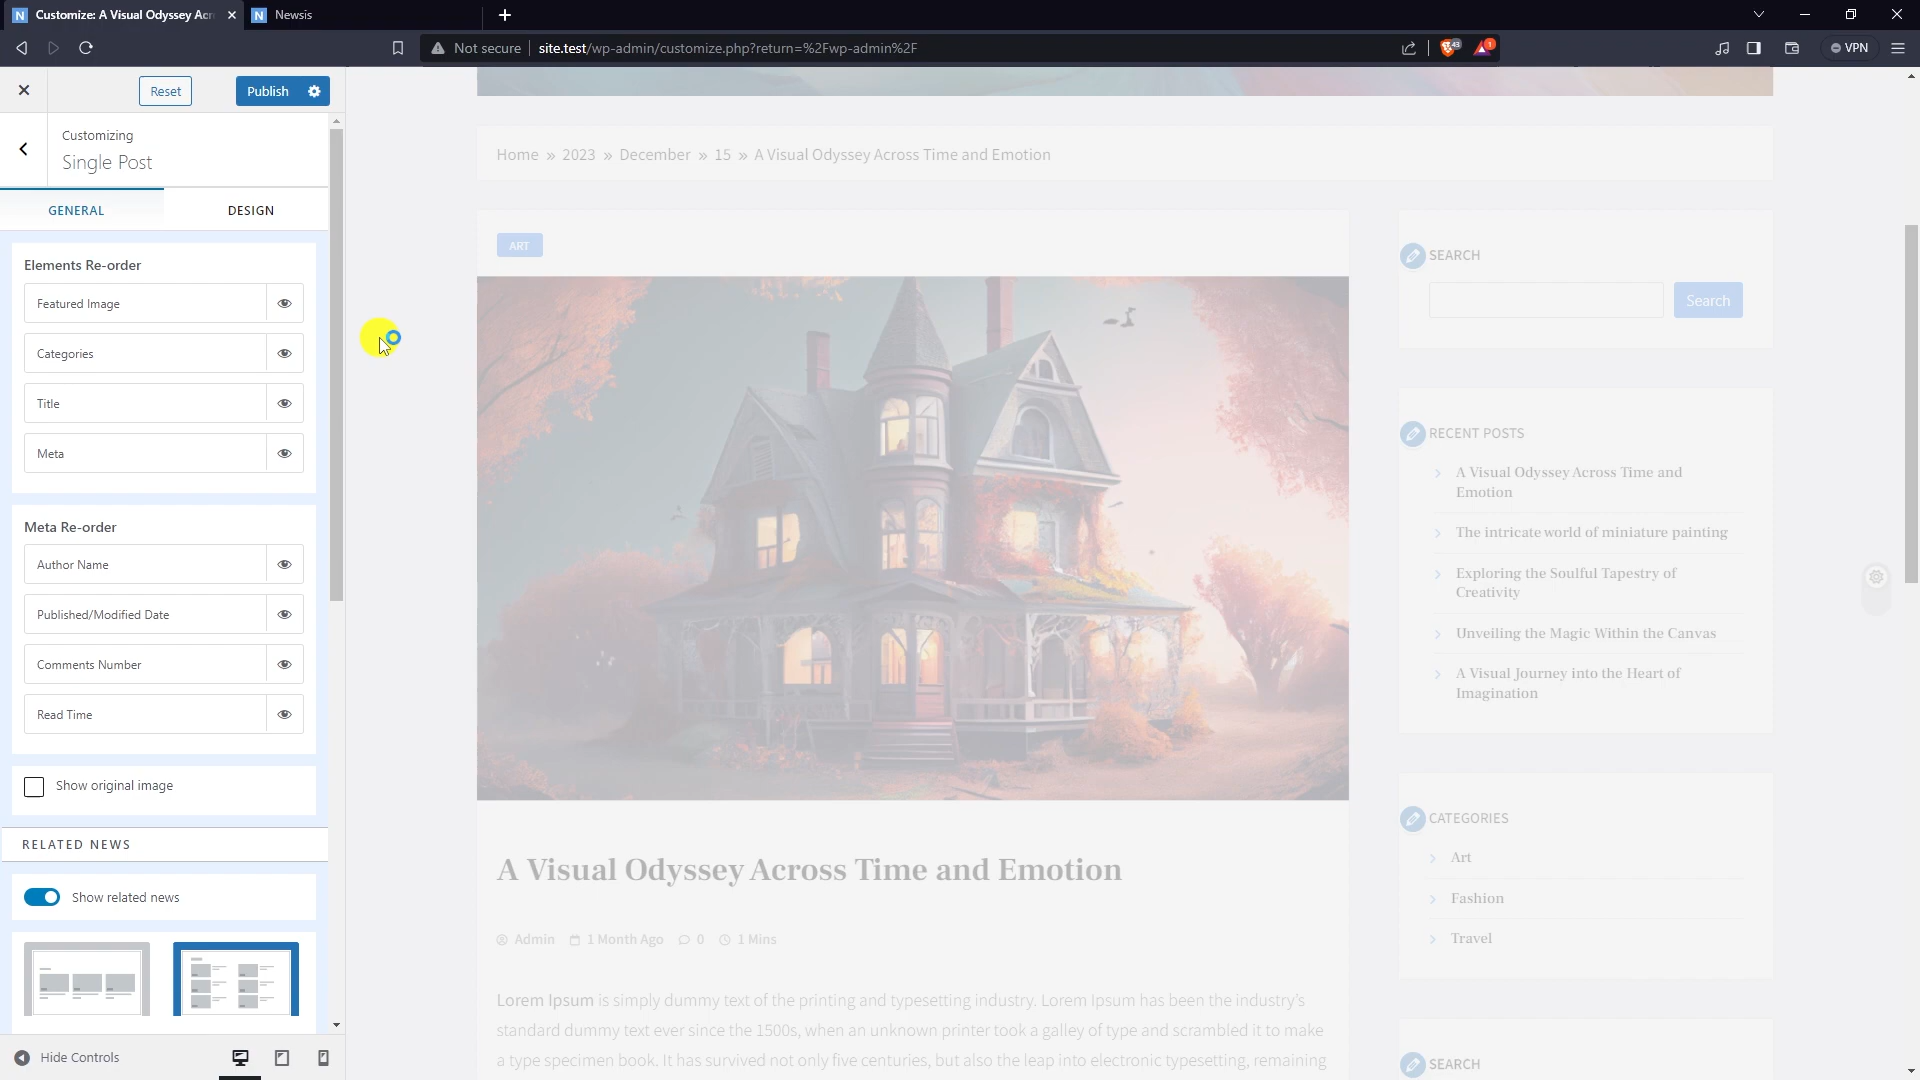 Customize: A Visual Odyssey Acr
Newsis
Not secure
site.test/wp-admin/customize.php?return=%2Fwp-admin%2F
43
1
VPN
Reset
Publish
Customizing
Single Post
GENERAL
DESIGN
Elements Re-order
Featured Image
Categories
Title
Meta
Meta Re-order
Author Name
Published/Modified Date
Comments Number
Read Time
Show original image
RELATED NEWS
Show related news
Hide Controls
Home » 2023 » December » 15 » A Visual Odyssey Across Time and Emotion
ART
A Visual Odyssey Across Time and Emotion
Admin 1 Month Ago 0 1 Mins
Lorem Ipsum is simply dummy text of the printing and typesetting industry. Lorem Ipsum has been the industry's
standard dummy text ever since the 1500s, when an unknown printer took a galley of type and scrambled it to make
a type specimen book. It has survived not only five centuries, but also the leap into electronic typesetting, remaining
SEARCH
Search
RECENT POSTS
A Visual Odyssey Across Time and
Emotion
The intricate world of miniature painting
Exploring the Soulful Tapestry of
Creativity
Unveiling the Magic Within the Canvas
A Visual Journey into the Heart of
Imagination
CATEGORIES
Art
Fashion
Travel
SEARCH